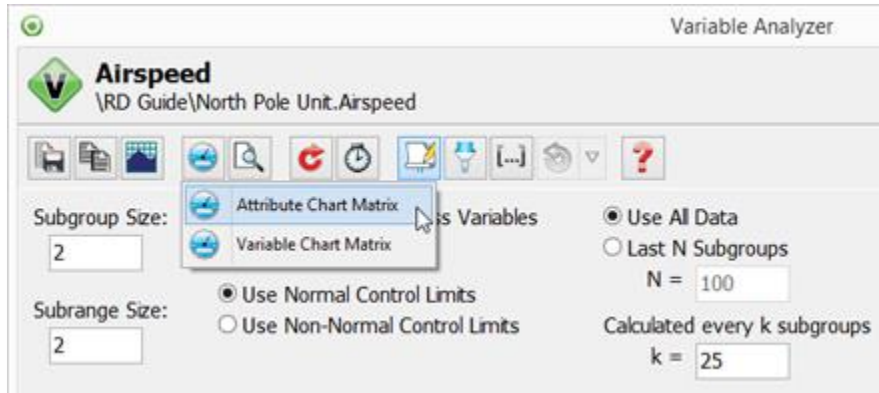 Variable Analyzer
V
Airspeed
\RD Guide\North Pole Unit.Airspeed
[...]
?
Attribute Chart Matrix
Variable Chart Matrix
Subgroup Size:
2
Variables
Use All Data
Last N Subgroups
N = 100
Use Normal Control Limits
Use Non-Normal Control Limits
Subrange Size:
2
Calculated every k subgroups
k = 25